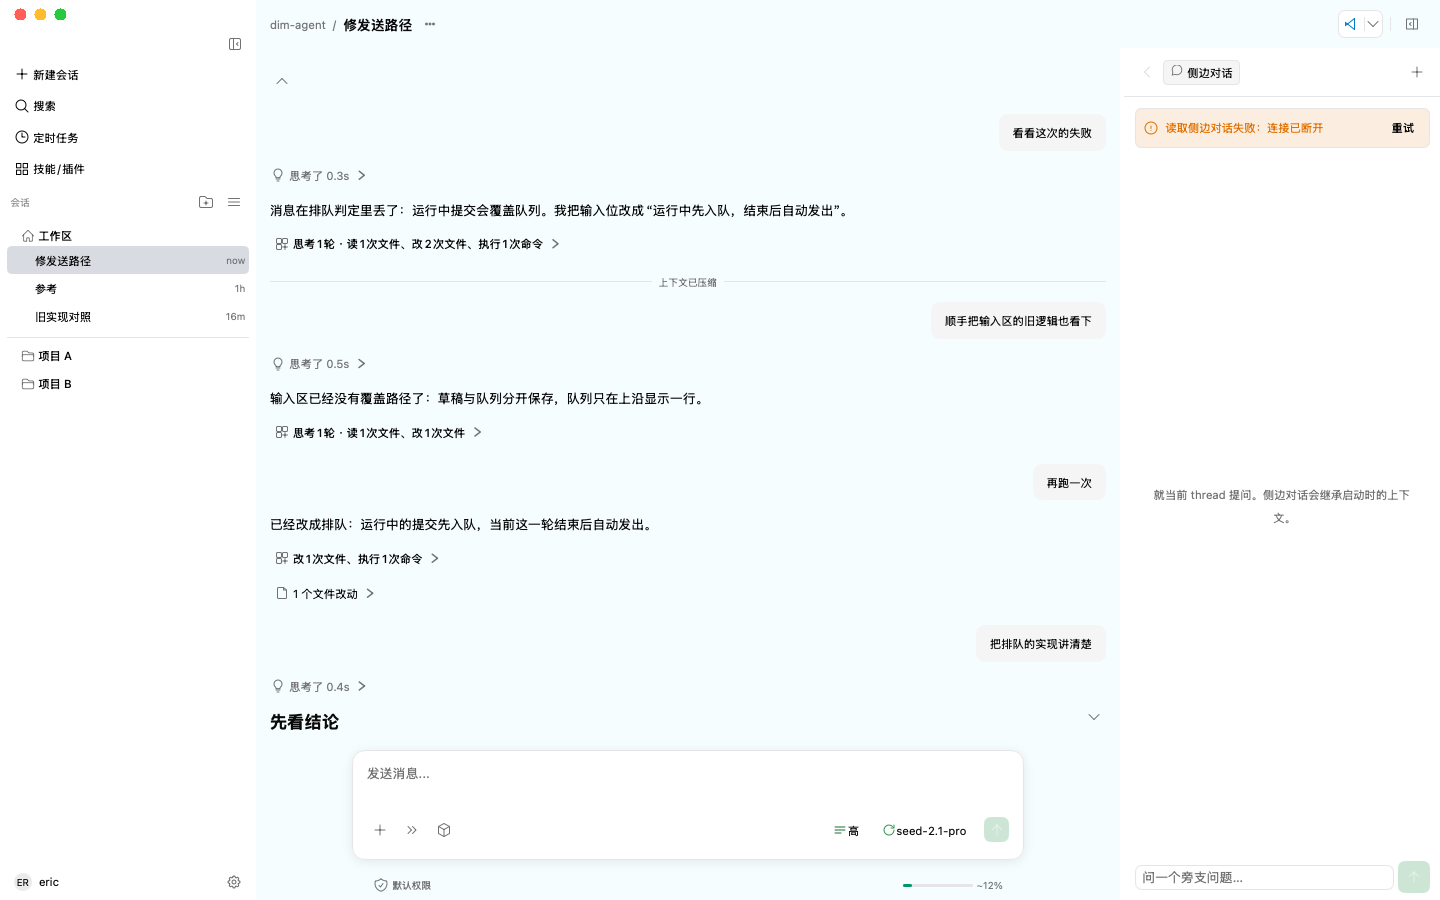 新建会话
搜索
定时任务
技能/插件
会话
工作区
修发送路径 now
参考 1h
旧实现对照 16m
项目 A
项目 B
ER eric
dim-agent / 修发送路径 ···
看看这次的失败
思考了 0.3s
消息在排队判定里丢了：运行中提交会覆盖队列。我把输入位改成“运行中先入队，结束后自动发出”。
思考1轮 · 读1次文件、改2次文件、执行1次命令
上下文已压缩
顺手把输入区的旧逻辑也看下
思考了 0.5s
输入区已经没有覆盖路径了：草稿与队列分开保存，队列只在上沿显示一行。
思考1轮 · 读1次文件、改1次文件
再跑一次
已经改成排队：运行中的提交先入队，当前这一轮结束后自动发出。
改1次文件、执行1次命令
1 个文件改动
把排队的实现讲清楚
思考了 0.4s
先看结论
发送消息...
高 seed-2.1-pro
默认权限 ~12%
侧边对话
读取侧边对话失败：连接已断开 重试
就当前 thread 提问。侧边对话会继承启动时的上下
文。
问一个旁支问题...